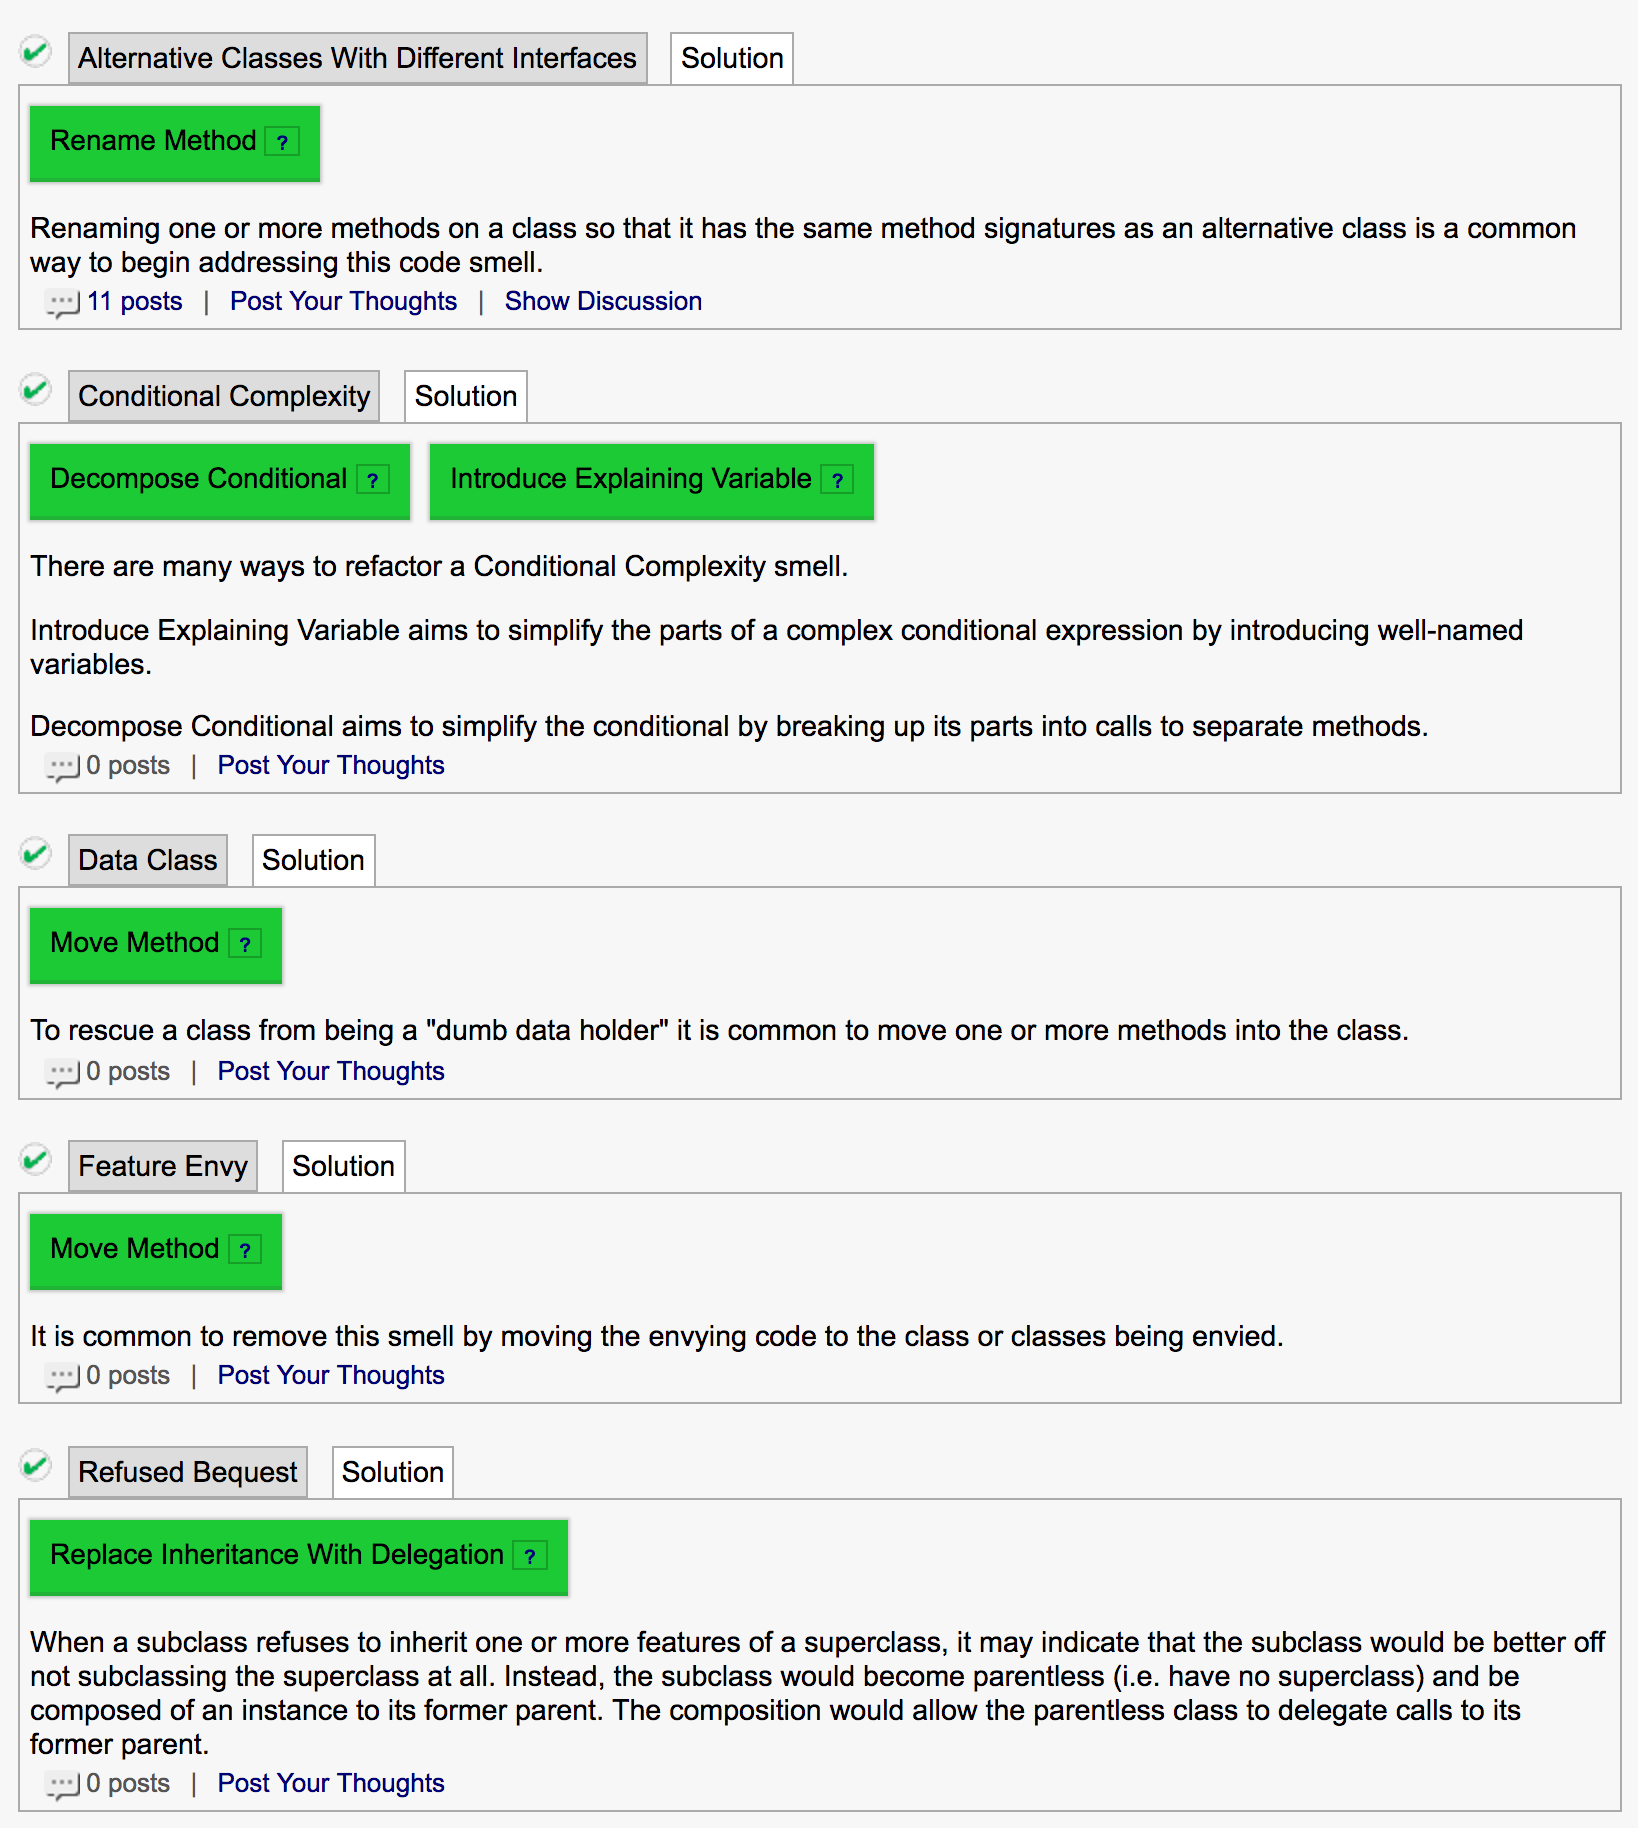 Alternative Classes With Different Interfaces Solution
Rename Method ?
Renaming one or more methods on a class so that it has the same method signatures as an alternative class is a common
way to begin addressing this code smell.
11 posts | Post Your Thoughts | Show Discussion
Conditional Complexity Solution
Decompose Conditional ? Introduce Explaining Variable ?
There are many ways to refactor a Conditional Complexity smell.
Introduce Explaining Variable aims to simplify the parts of a complex conditional expression by introducing well-named
variables.
Decompose Conditional aims to simplify the conditional by breaking up its parts into calls to separate methods.
0 posts | Post Your Thoughts
Data Class Solution
Move Method ?
To rescue a class from being a "dumb data holder" it is common to move one or more methods into the class.
0 posts | Post Your Thoughts
Feature Envy Solution
Move Method ?
It is common to remove this smell by moving the envying code to the class or classes being envied.
0 posts | Post Your Thoughts
Refused Bequest Solution
Replace Inheritance With Delegation ?
When a subclass refuses to inherit one or more features of a superclass, it may indicate that the subclass would be better off
not subclassing the superclass at all. Instead, the subclass would become parentless (i.e. have no superclass) and be
composed of an instance to its former parent. The composition would allow the parentless class to delegate calls to its
former parent.
0 posts | Post Your Thoughts